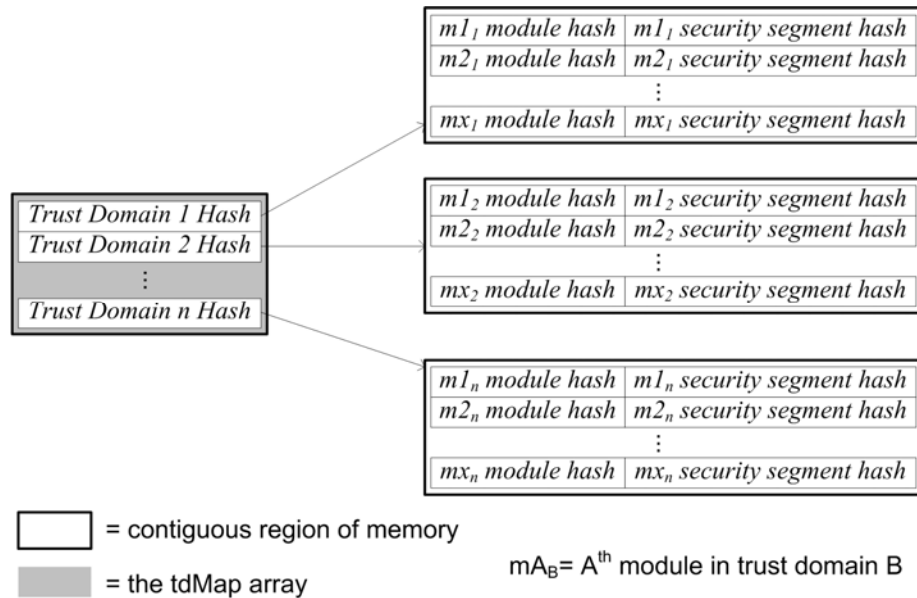 m1₁ module hash m1₁ security segment hash
m2₁ module hash m2₁ security segment hash
⋮
mx₁ module hash mx₁ security segment hash
Trust Domain 1 Hash
Trust Domain 2 Hash
⋮
Trust Domain n Hash
m1₂ module hash m1₂ security segment hash
m2₂ module hash m2₂ security segment hash
⋮
mx₂ module hash mx₂ security segment hash
m1ₙ module hash m1ₙ security segment hash
m2ₙ module hash m2ₙ security segment hash
⋮
mxₙ module hash mxₙ security segment hash
= contiguous region of memory
= the tdMap array
mA_B= A^th module in trust domain B